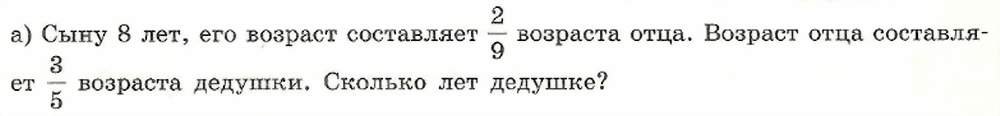 а) Сыну 8 лет, его возраст составляет 2/9 возраста отца. Возраст отца составля-
ет 3/5 возраста дедушки. Сколько лет дедушке?